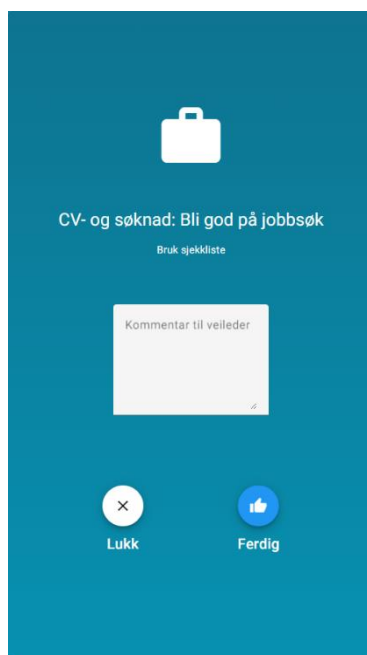 CV- og søknad: Bli god på jobbsøk
Bruk sjekkliste
Kommentar til veileder
Lukk
Ferdig